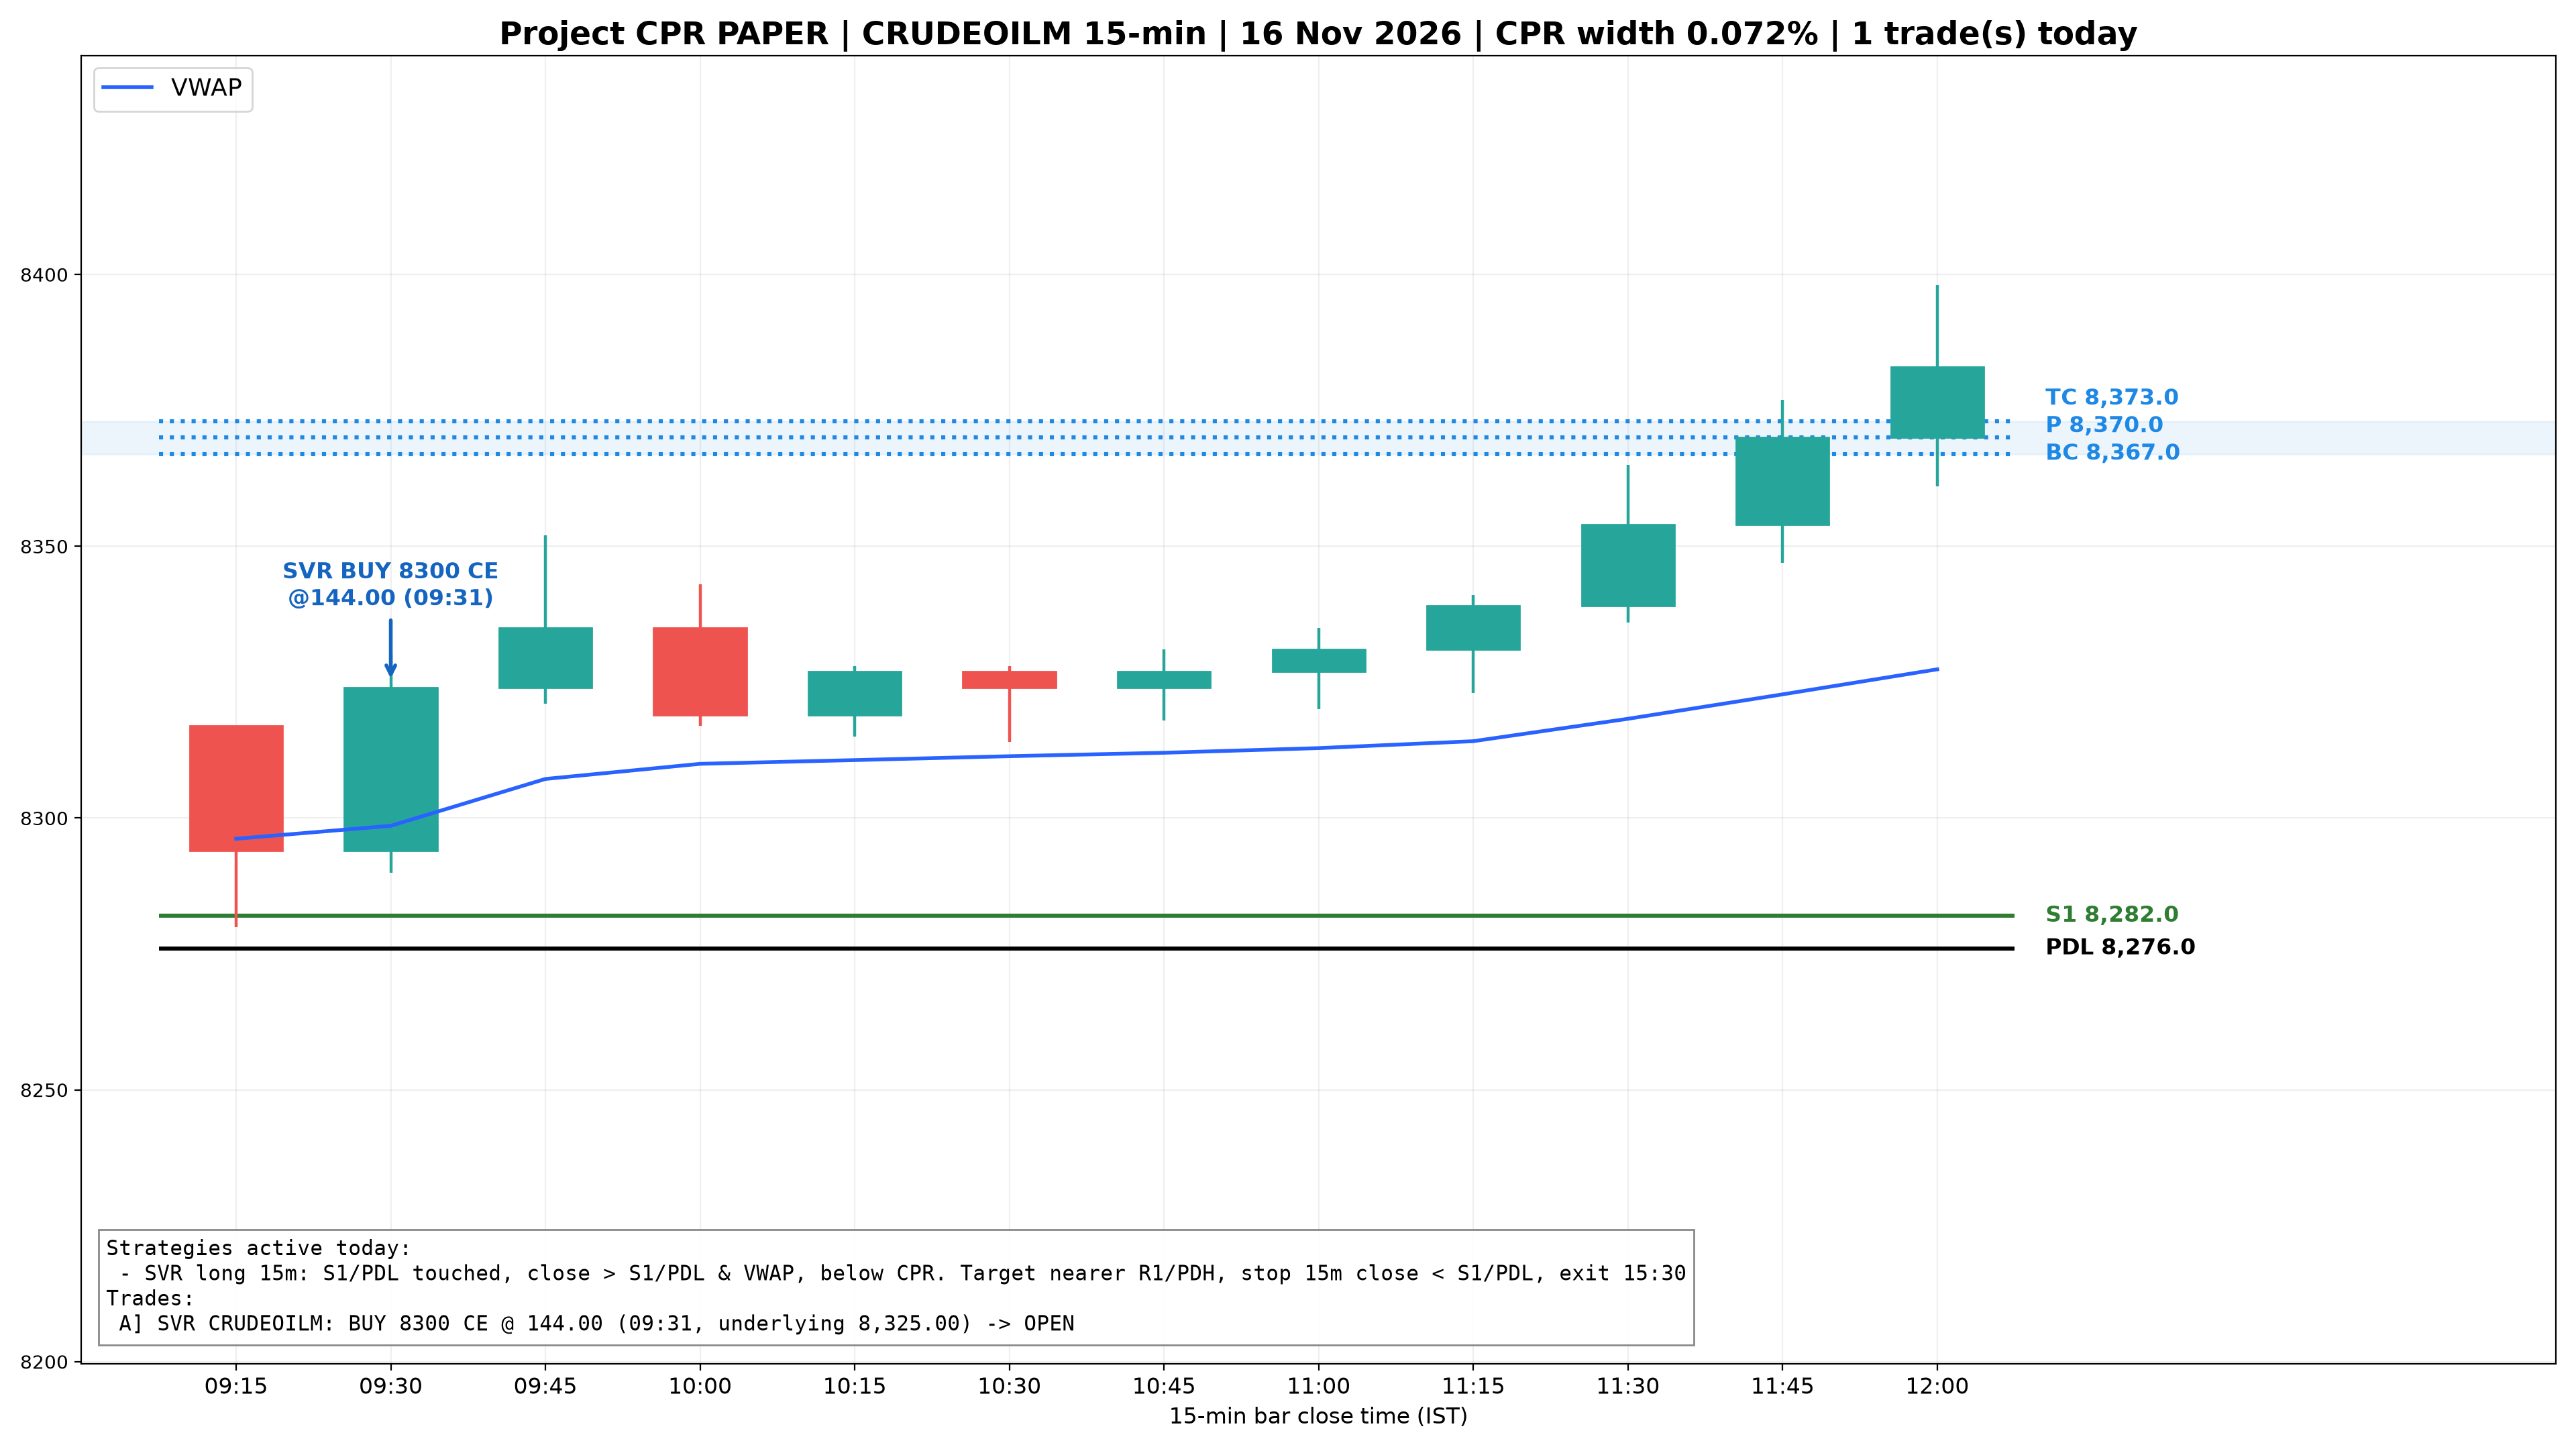 Project CPR PAPER | CRUDEOILM 15-min | 16 Nov 2026 | CPR width 0.072% | 1 trade(s) today
VWAP
8400
8350
8300
8250
8200
TC 8,373.0
P 8,370.0
BC 8,367.0
SVR BUY 8300 CE
@144.00 (09:31)
S1 8,282.0
PDL 8,276.0
Strategies active today:
- SVR long 15m: S1/PDL touched, close > S1/PDL & VWAP, below CPR. Target nearer R1/PDH, stop 15m close < S1/PDL, exit 15:30
Trades:
A] SVR CRUDEOILM: BUY 8300 CE @ 144.00 (09:31, underlying 8,325.00) -> OPEN
09:15 09:30 09:45 10:00 10:15 10:30 10:45 11:00 11:15 11:30 11:45 12:00
15-min bar close time (IST)